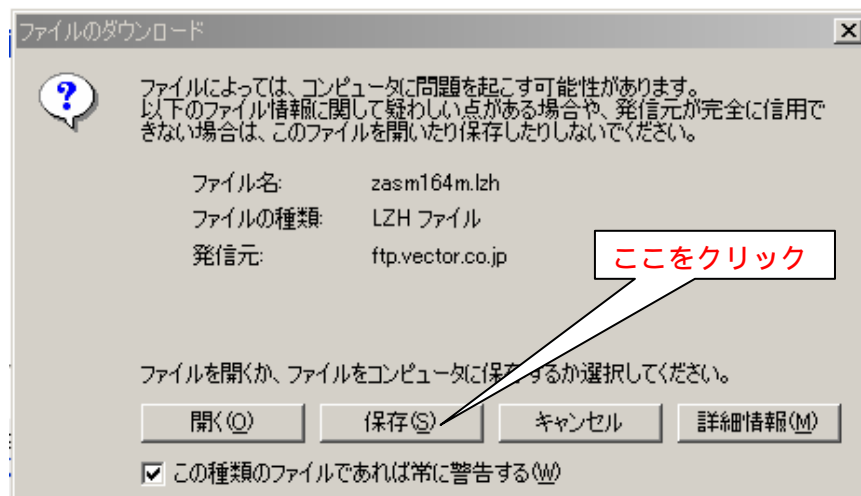 ファイルのダウンロード
ファイルによっては、コンピュータに問題を起こす可能性があります。
以下のファイル情報に関して疑わしい点がある場合や、発信元が完全に信用で
きない場合は、このファイルを開いたり保存したりしないでください。
ファイル名: zasm164m.lzh
ファイルの種類: LZH ファイル
発信元: ftp.vector.co.jp
ここをクリック
ファイルを開くか、ファイルをコンピュータに保存するか選択してください。
開く(O) 保存(S) キャンセル 詳細情報(M)
この種類のファイルであれば常に警告する(W)